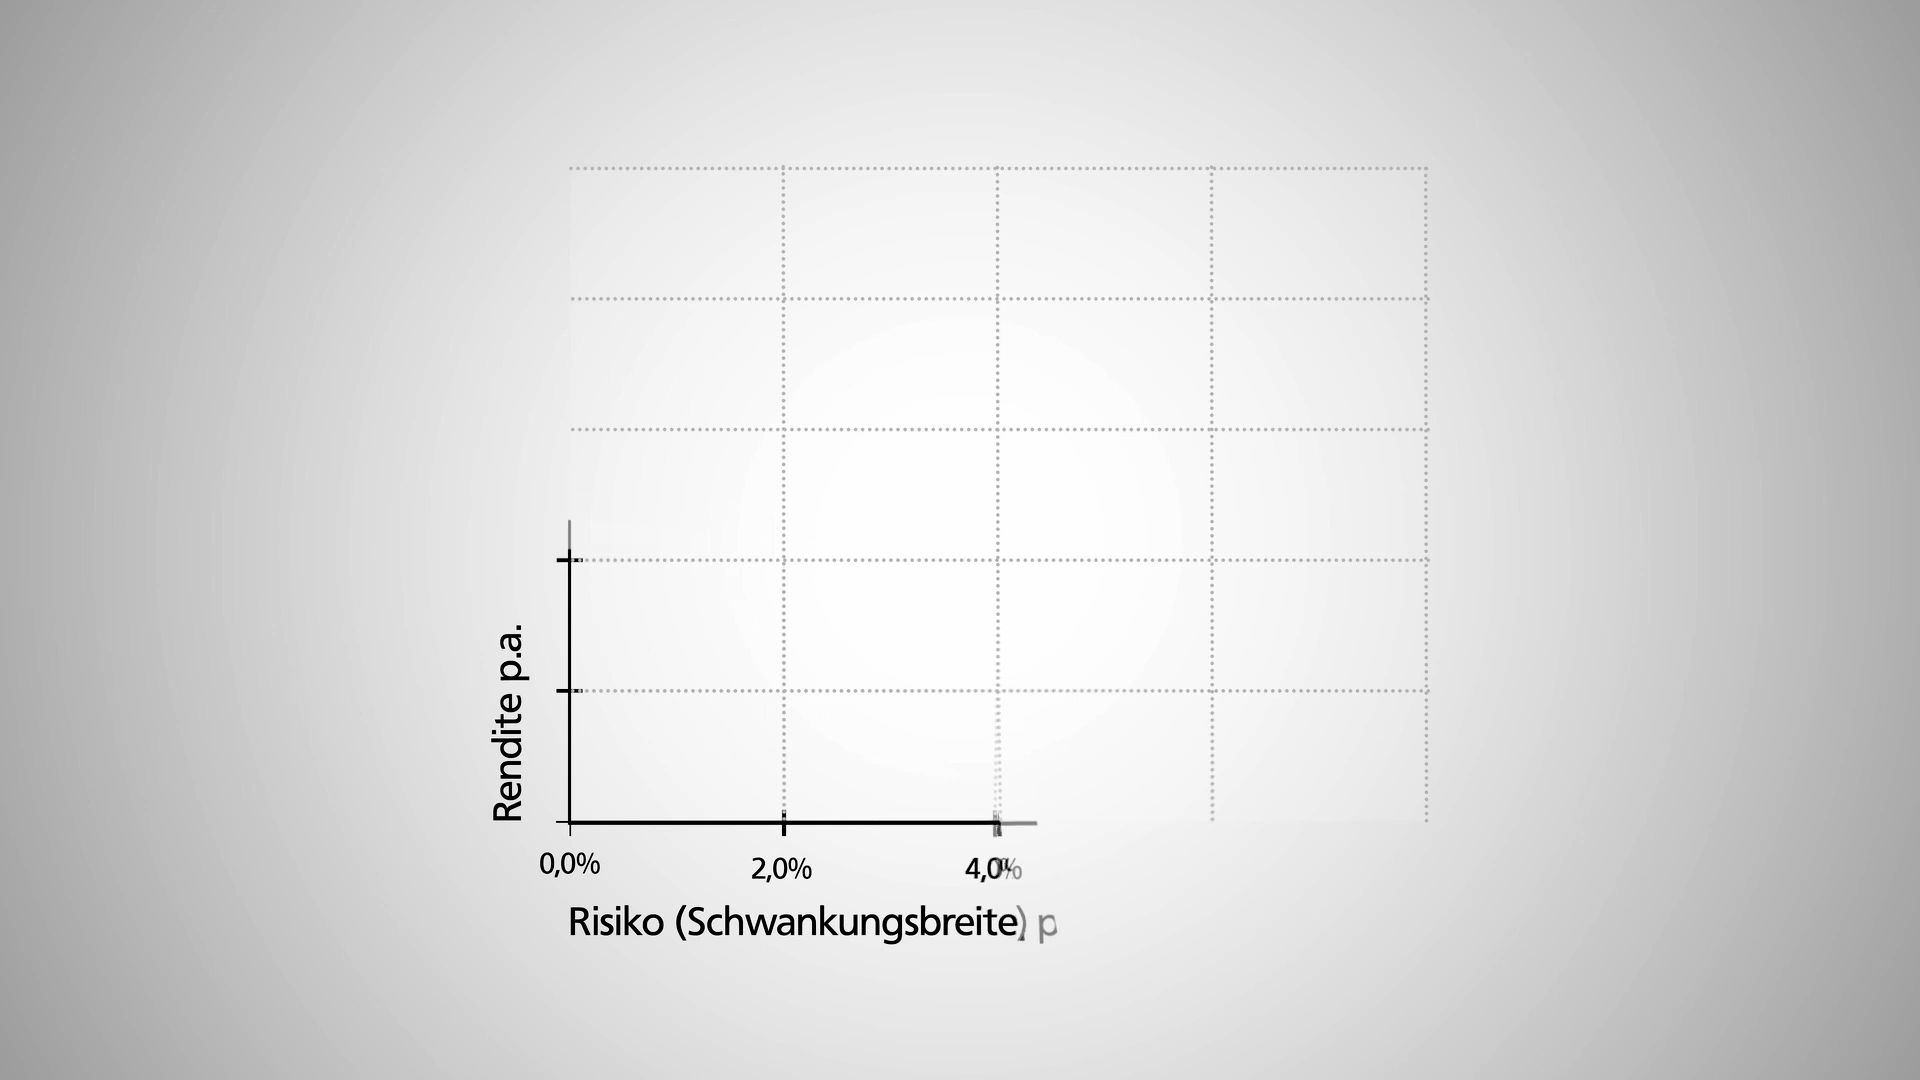 Rendite p.a.
0,0% 2,0% 4,0%
Risiko (Schwankungsbreite) p